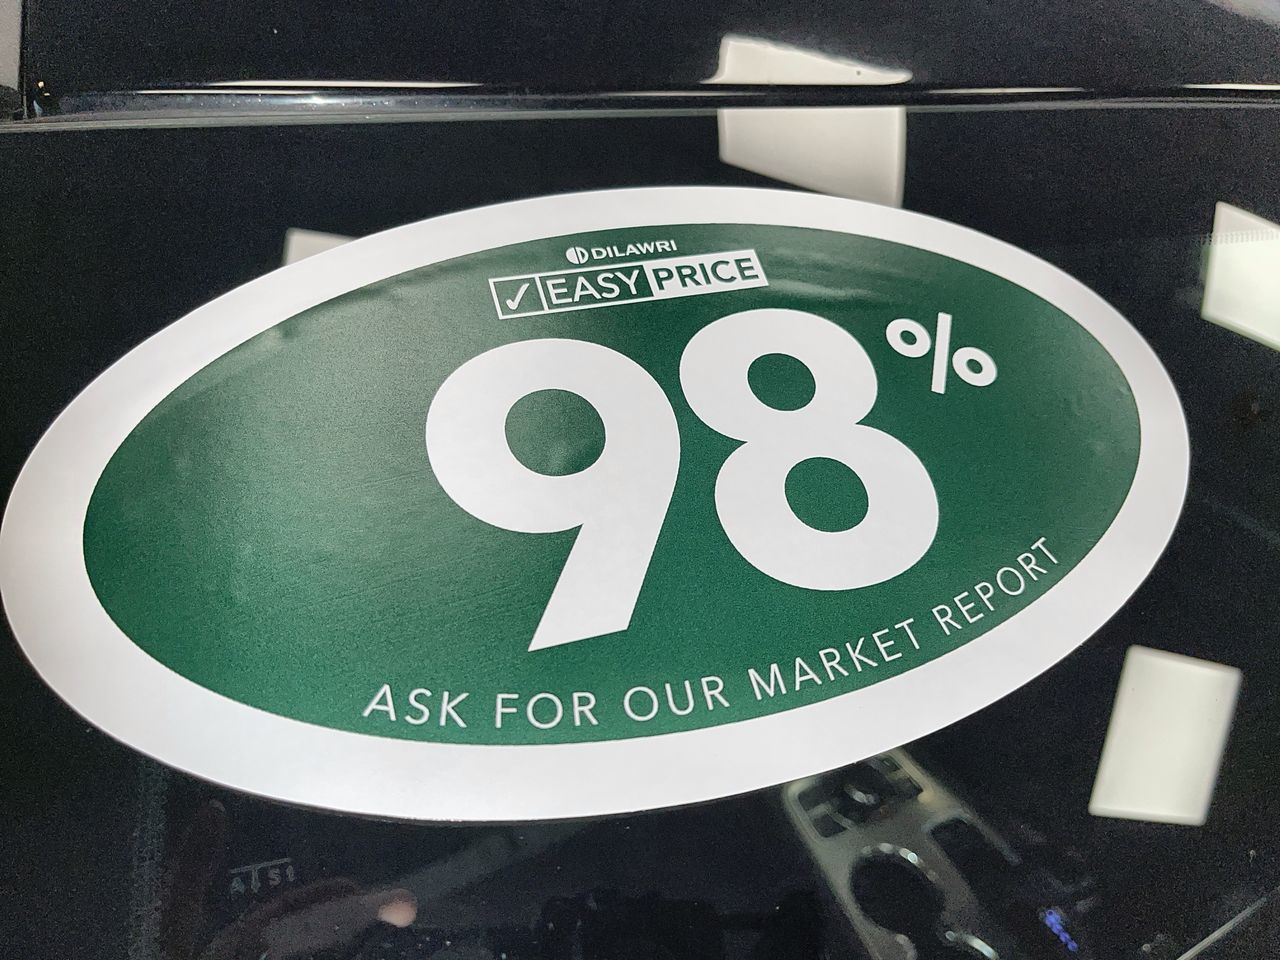 DILAWRI
✓ EASY PRICE
98%
ASK FOR OUR MARKET REPORT